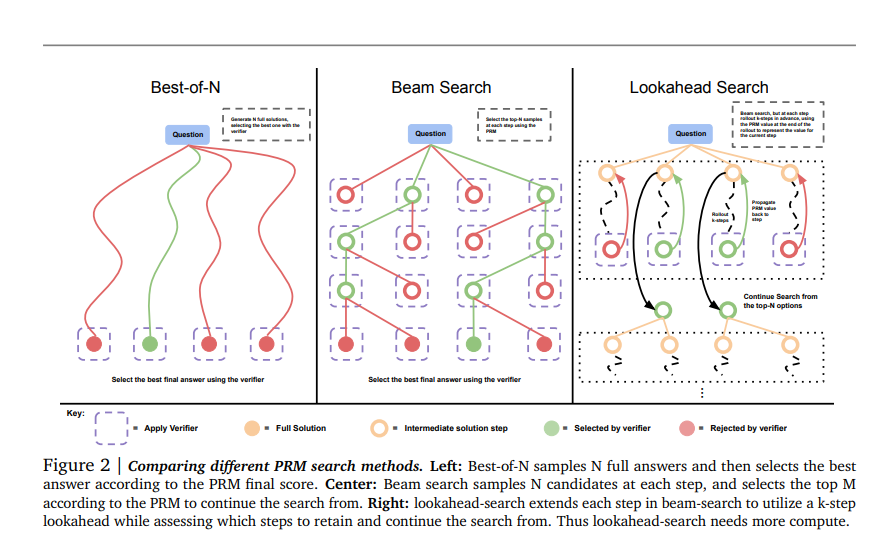 Best-of-N
Question
Generate N full solutions,
selecting the best one with the
verifier
Select the best final answer using the verifier
Beam Search
Question
Select the top-N samples
at each step using the
PRM
Select the best final answer using the verifier
Lookahead Search
Question
Beam search, but at each step
rollout k-steps in advance, using
the PRM value at the end of the
rollout to represent the value for
the current step
Rollout
k-steps
Propagate
PRM value
back to
step
Continue Search from
the top-N options
Key:
= Apply Verifier
= Full Solution
= Intermediate solution step
= Selected by verifier
= Rejected by verifier
Figure 2 | Comparing different PRM search methods. Left: Best-of-N samples N full answers and then selects the best
answer according to the PRM final score. Center: Beam search samples N candidates at each step, and selects the top M
according to the PRM to continue the search from. Right: lookahead-search extends each step in beam-search to utilize a k-step
lookahead while assessing which steps to retain and continue the search from. Thus lookahead-search needs more compute.